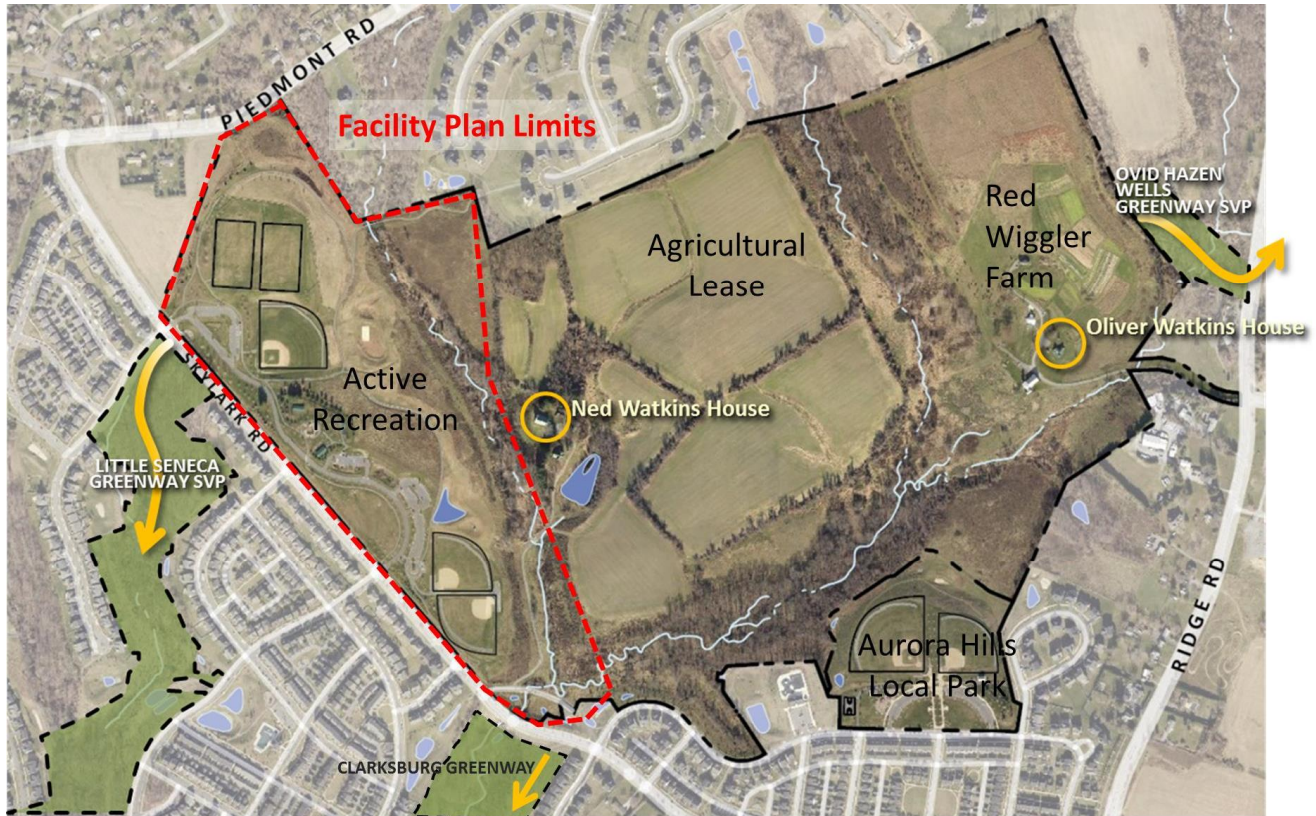 PIEDMONT RD
Facility Plan Limits
OVID HAZEN
WELLS
GREENWAY SVP
Red
Wiggler
Farm
Agricultural
Lease
Oliver Watkins House
SKYLARK RD
Active
Recreation
Ned Watkins House
LITTLE SENECA
GREENWAY SVP
RIDGE RD
Aurora Hills
Local Park
CLARKSBURG GREENWAY